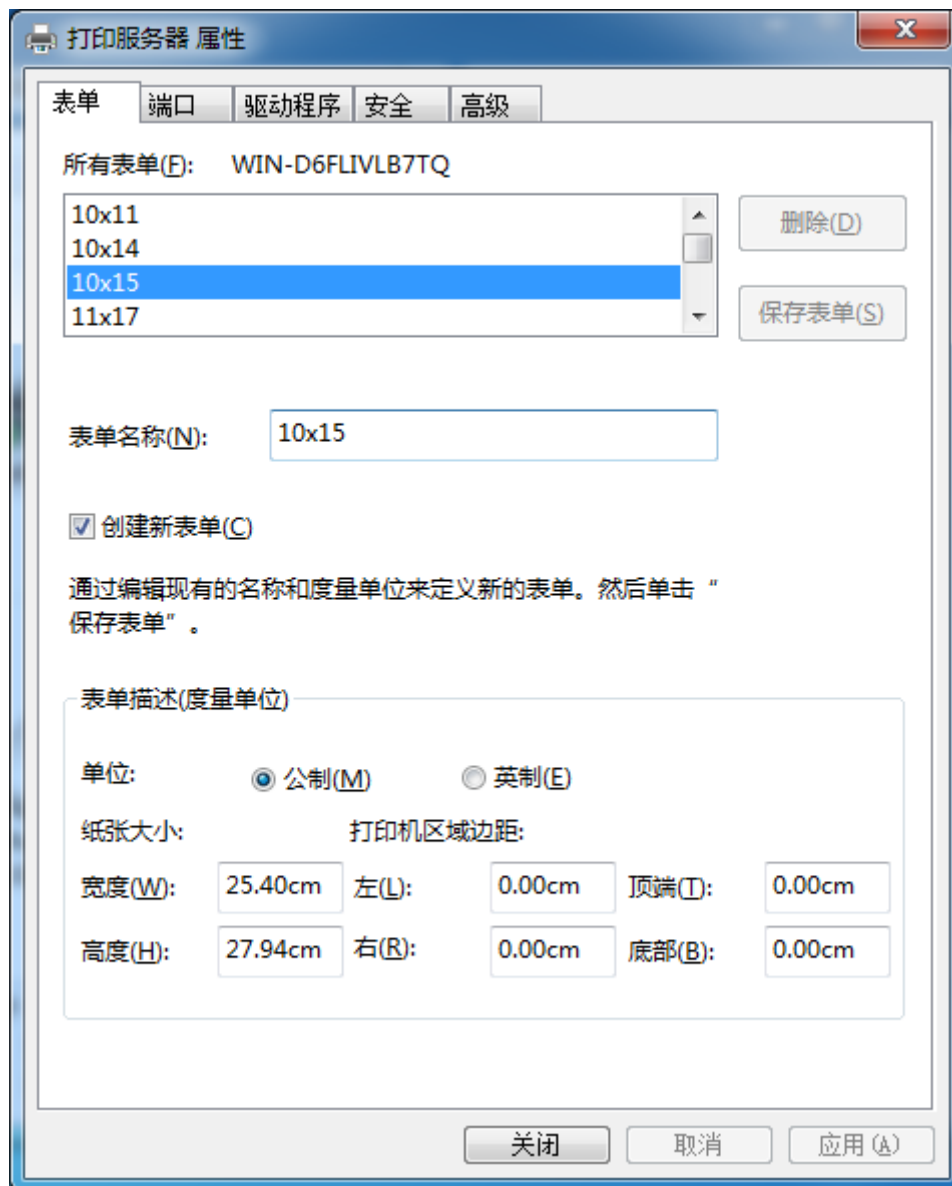 打印服务器 属性
表单 端口 驱动程序 安全 高级
所有表单(F): WIN-D6FLIVLB7TQ
10x11
10x14
10x15
11x17
删除(D)
保存表单(S)
表单名称(N): 10x15
创建新表单(C)
通过编辑现有的名称和度量单位来定义新的表单。然后单击“
保存表单”。
表单描述(度量单位)
单位: 公制(M) 英制(E)
纸张大小: 打印机区域边距:
宽度(W): 25.40cm 左(L): 0.00cm 顶端(T): 0.00cm
高度(H): 27.94cm 右(R): 0.00cm 底部(B): 0.00cm
关闭 取消 应用(A)